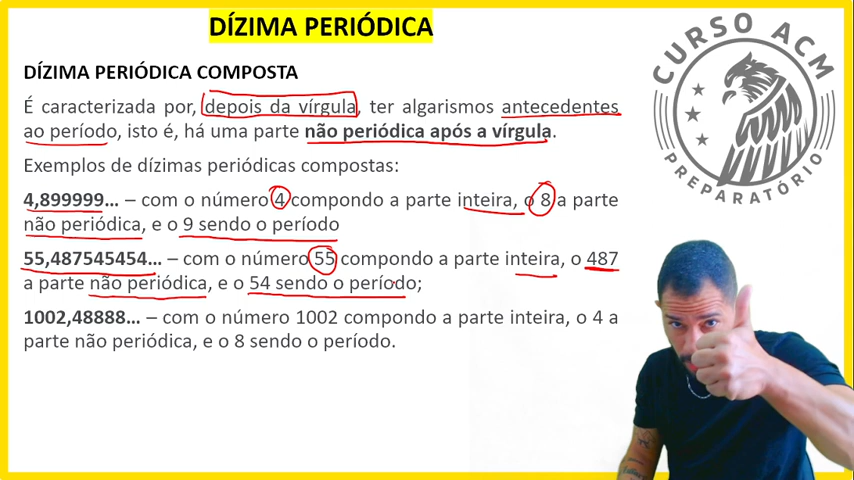 DÍZIMA PERIÓDICA
DÍZIMA PERIÓDICA COMPOSTA
É caracterizada por, depois da vírgula, ter algarismos antecedentes
ao período, isto é, há uma parte não periódica após a vírgula.
Exemplos de dízimas periódicas compostas:
4,899999... – com o número 4 compondo a parte inteira, o 8 a parte
não periódica, e o 9 sendo o período
55,487545454... – com o número 55 compondo a parte inteira, o 487
a parte não periódica, e o 54 sendo o período;
1002,48888... – com o número 1002 compondo a parte inteira, o 4 a
parte não periódica, e o 8 sendo o período.
CURSO ACM
PREPARATÓRIO